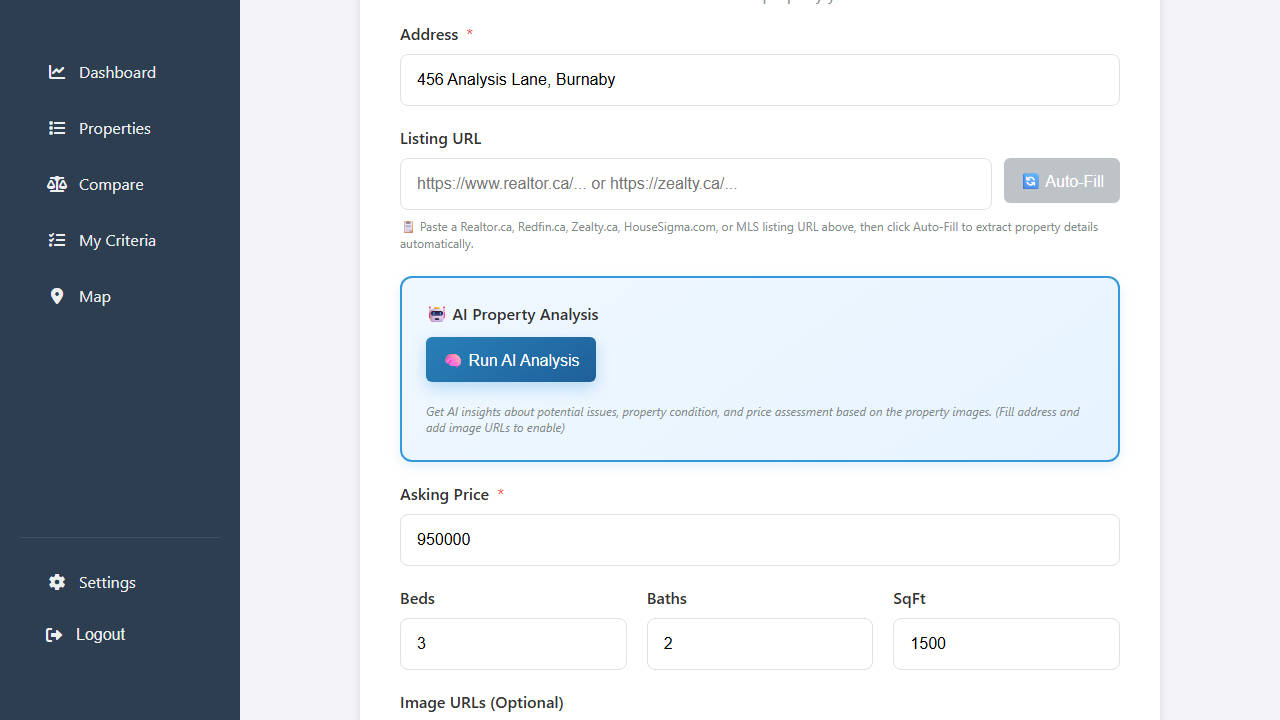 Dashboard
Properties
Compare
My Criteria
Map
Settings
Logout
Address *
456 Analysis Lane, Burnaby
Listing URL
https://www.realtor.ca/... or https://zealty.ca/...
Auto-Fill
Paste a Realtor.ca, Redfin.ca, Zealty.ca, HouseSigma.com, or MLS listing URL above, then click Auto-Fill to extract property details
automatically.
AI Property Analysis
Run AI Analysis
Get AI insights about potential issues, property condition, and price assessment based on the property images. (Fill address and
add image URLs to enable)
Asking Price *
950000
Beds Baths SqFt
3 2 1500
Image URLs (Optional)